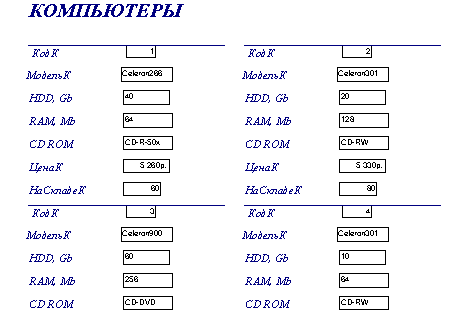 КОМПЬЮТЕРЫ
КодК 1 КодК 2
МодельК Celeron266 МодельК Celeron301
HDD, Gb 40 HDD, Gb 20
RAM, Mb 64 RAM, Mb 128
CD ROM CD-R-50x CD ROM CD-RW
ЦенаК 5 260р. ЦенаК 5 330р.
НаСкладеК 60 НаСкладеК 80
КодК 3 КодК 4
МодельК Celeron900 МодельК Celeron301
HDD, Gb 60 HDD, Gb 10
RAM, Mb 256 RAM, Mb 64
CD ROM CD-DVD CD ROM CD-RW